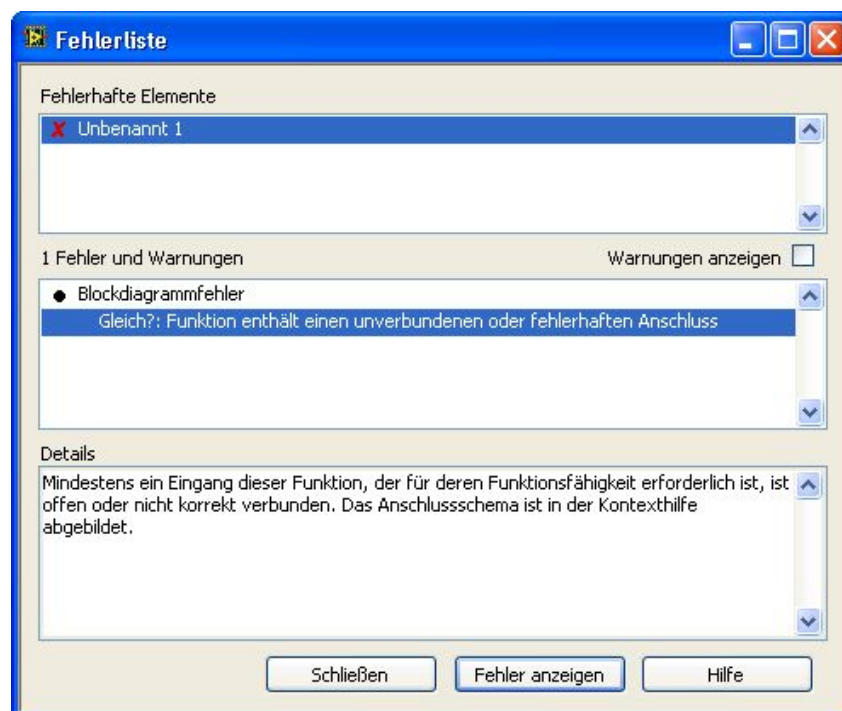 Fehlerliste
Fehlerhafte Elemente
Unbenannt 1
1 Fehler und Warnungen
Warnungen anzeigen
Blockdiagrammfehler
Gleich?: Funktion enthält einen unverbundenen oder fehlerhaften Anschluss
Details
Mindestens ein Eingang dieser Funktion, der für deren Funktionsfähigkeit erforderlich ist, ist
offen oder nicht korrekt verbunden. Das Anschlussschema ist in der Kontexthilfe
abgebildet.
Schließen
Fehler anzeigen
Hilfe